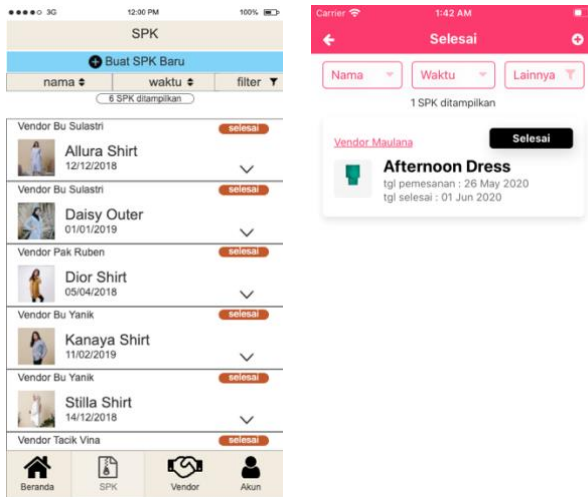 3G 12:00 PM 100%
SPK
Buat SPK Baru
nama waktu filter
6 SPK ditampilkan
Vendor Bu Sulastri selesai
Allura Shirt
12/12/2018
Vendor Bu Sulastri selesai
Daisy Outer
01/01/2019
Vendor Pak Ruben selesai
Dior Shirt
05/04/2018
Vendor Bu Yanik selesai
Kanaya Shirt
11/02/2019
Vendor Bu Yanik selesai
Stilla Shirt
14/12/2018
Vendor Tacik Vina selesai
Beranda SPK Vendor Akun
Carrier 1:42 AM
Selesai
Nama Waktu Lainnya
1 SPK ditampilkan
Vendor Maulana Selesai
Afternoon Dress
tgl pemesanan : 26 May 2020
tgl selesai : 01 Jun 2020